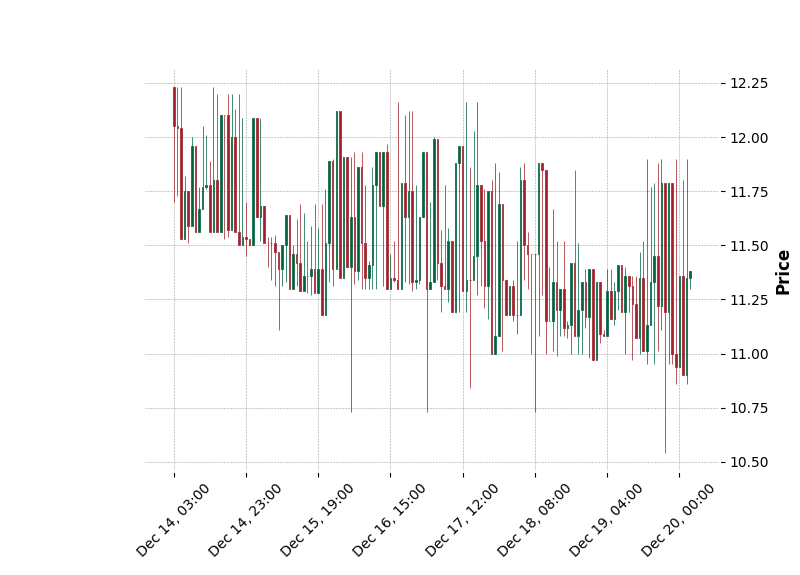 12.25
12.00
11.75
11.50
11.25
11.00
10.75
10.50
Price
Dec 14, 03:00
Dec 14, 23:00
Dec 15, 19:00
Dec 16, 15:00
Dec 17, 12:00
Dec 18, 08:00
Dec 19, 04:00
Dec 20, 00:00